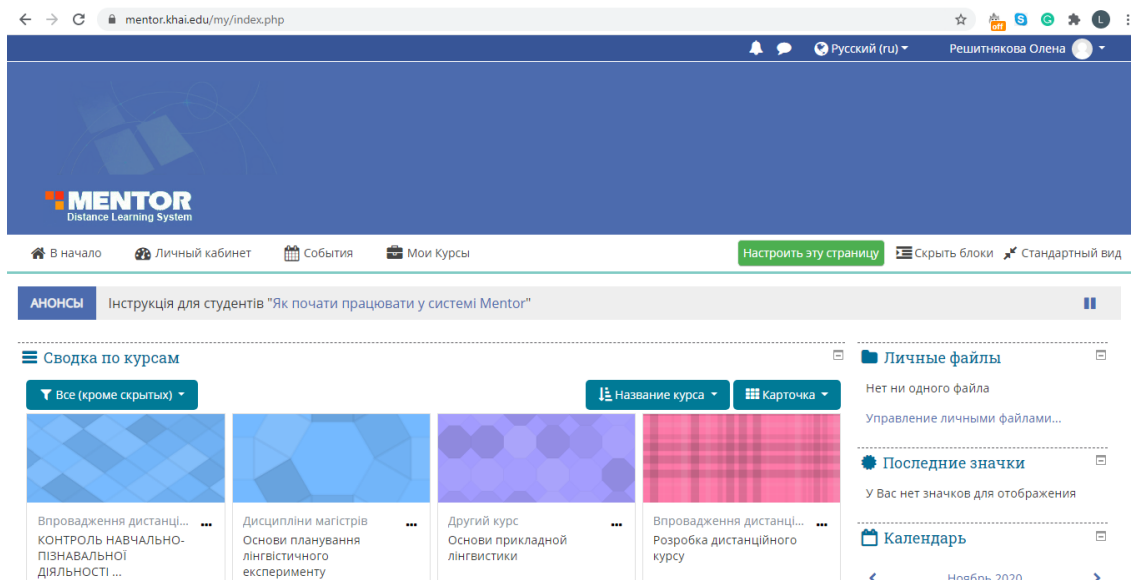 mentor.khai.edu/my/index.php
off
L
Русский (ru)
Решитнякова Олена
MENTOR
Distance Learning System
В начало
Личный кабинет
События
Мои Курсы
Настроить эту страницу
Скрыть блоки
Стандартный вид
АНОНСЫ
Інструкція для студентів "Як почати працювати у системі Mentor"
Сводка по курсам
Все (кроме скрытых)
Название курса
Карточка
Впровадження дистанці...
КОНТРОЛЬ НАВЧАЛЬНО-
ПІЗНАВАЛЬНОЇ
ДІЯЛЬНОСТІ ...
Дисципліни магістрів
Основи планування
лінгвістичного
експерименту
Другий курс
Основи прикладной
лінгвистики
Впровадження дистанці...
Розробка дистанційного
курсу
Личные файлы
Нет ни одного файла
Управление личными файлами...
Последние значки
У Вас нет значков для отображения
Календарь
Ноябрь 2020